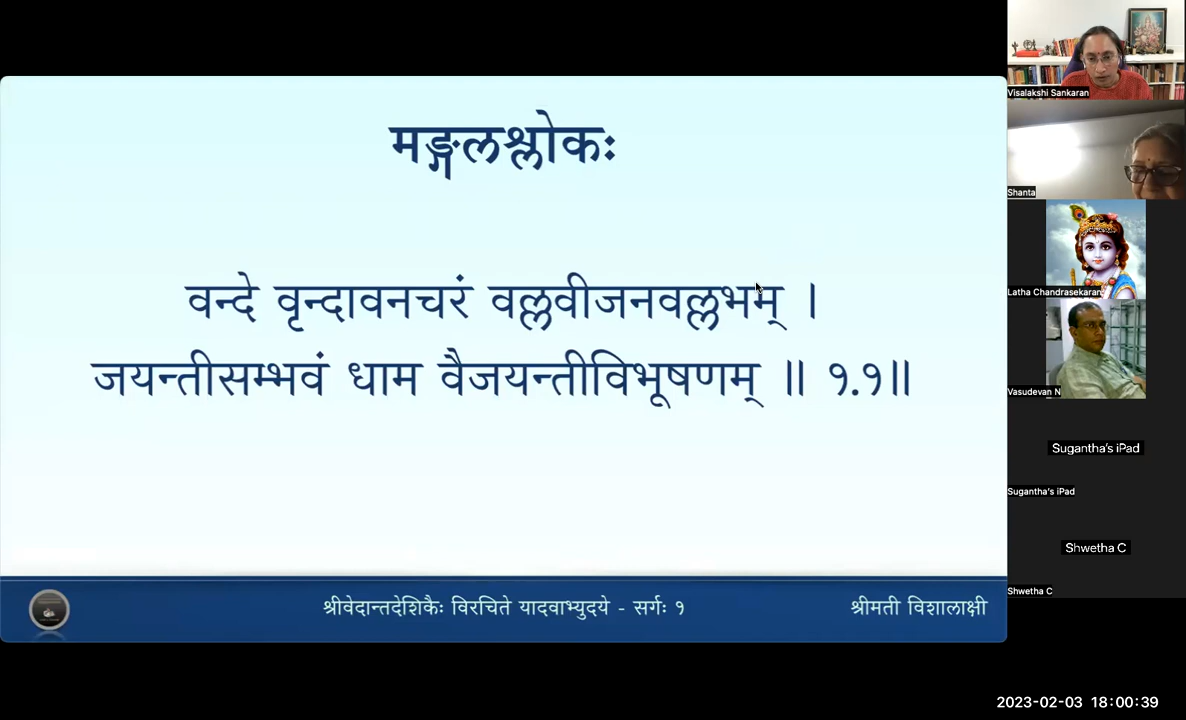 मङ्गलश्लोकः
वन्दे वृन्दावनचरं वल्लवीजनवल्लभम् ।
जयन्तीसम्भवं धाम वैजयन्तीविभूषणम् ॥ १.१॥
श्रीवेदान्तदेशिकैः विरचिते यादवाभ्युदये - सर्गः १
श्रीमती विशालाक्षी
Visalakshi Sankaran
Shanta
Latha Chandrasekaran
Vasudevan N
Sugantha's iPad
Sugantha's iPad
Shwetha C
Shwetha C
2023-02-03 18:00:39